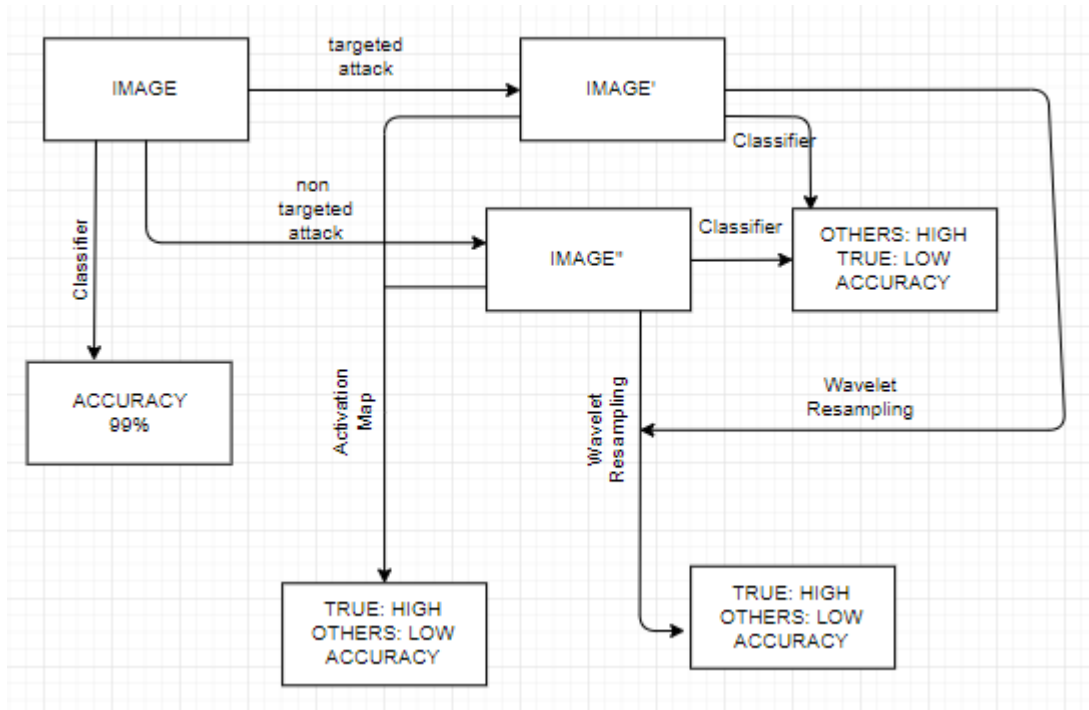 targeted
attack
IMAGE
IMAGE'
Classifier
non
targeted
attack
Classifier
IMAGE"
OTHERS: HIGH
TRUE: LOW
ACCURACY
Classifier
ACCURACY
99%
Activation
Map
Wavelet
Resampling
Wavelet
Resampling
TRUE: HIGH
OTHERS: LOW
ACCURACY
TRUE: HIGH
OTHERS: LOW
ACCURACY